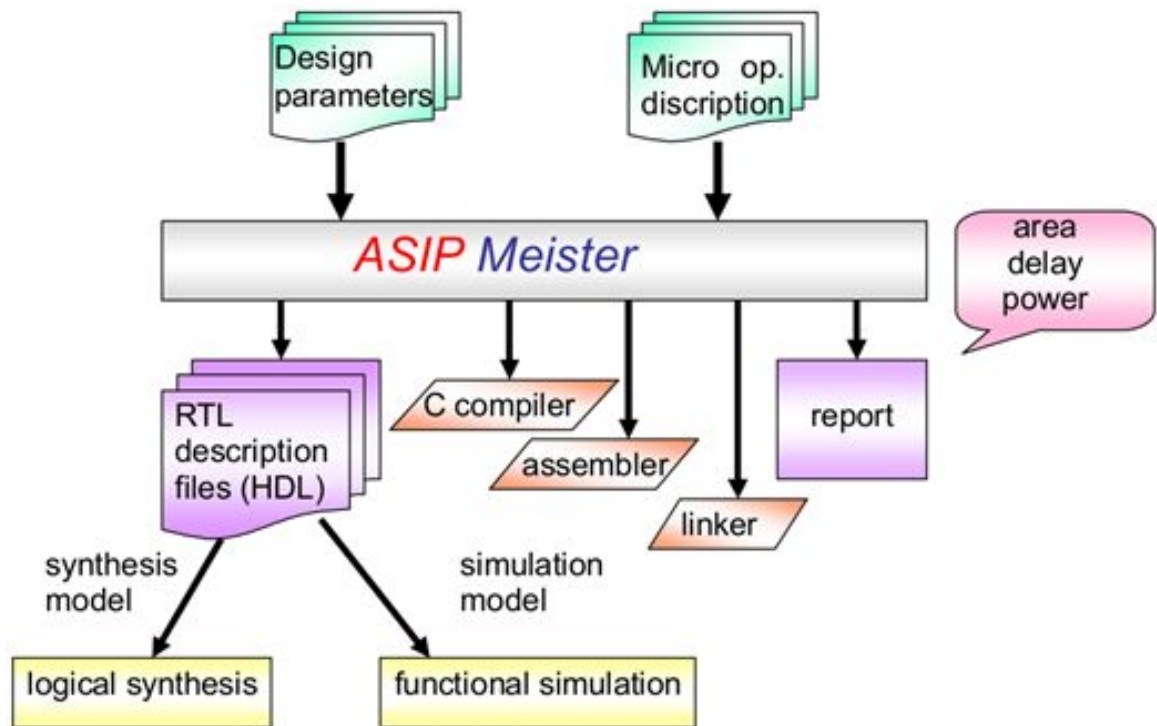 Design
parameters
Micro op.
discription
ASIP Meister
area
delay
power
RTL
description
files (HDL)
C compiler
assembler
linker
report
synthesis
model
simulation
model
logical synthesis
functional simulation